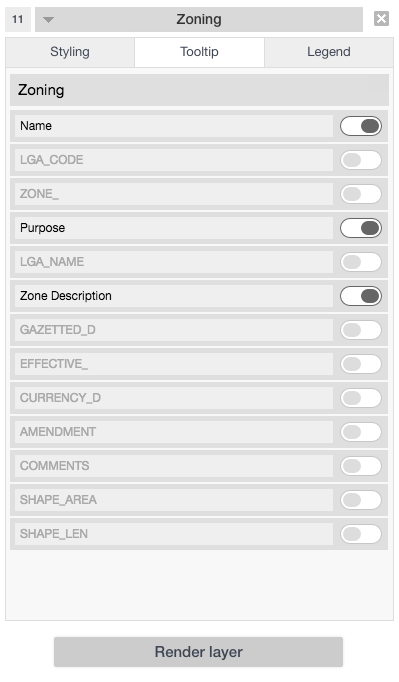 11
Zoning
Styling
Tooltip
Legend
Zoning
Name
LGA_CODE
ZONE_
Purpose
LGA_NAME
Zone Description
GAZETTED_D
EFFECTIVE_
CURRENCY_D
AMENDMENT
COMMENTS
SHAPE_AREA
SHAPE_LEN
Render layer